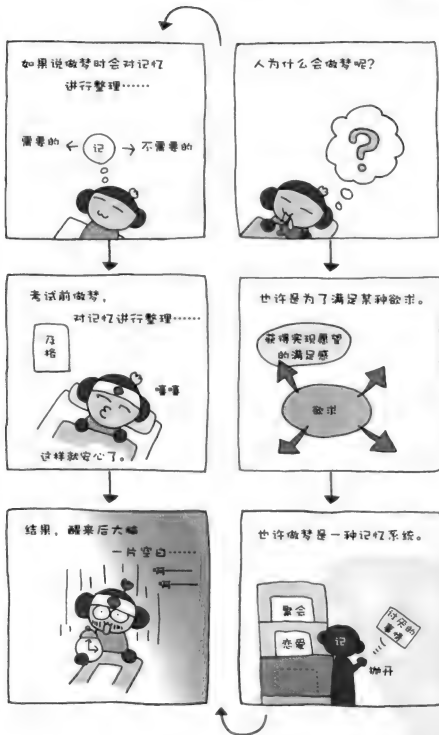 人为什么会做梦呢？
?
也许是为了满足某种欲求。
获得实现愿望
的满足感
欲求
也许做梦是一种记忆系统。
聚会
恋爱
记
讨厌的
事情
抛开
如果说做梦时会对记忆
进行整理……
需要的 ← 记 → 不需要的
考试前做梦，
对记忆进行整理……
及
格
嘻嘻
这样就安心了。
结果，醒来后大脑
一片空白……
啊——
啊——